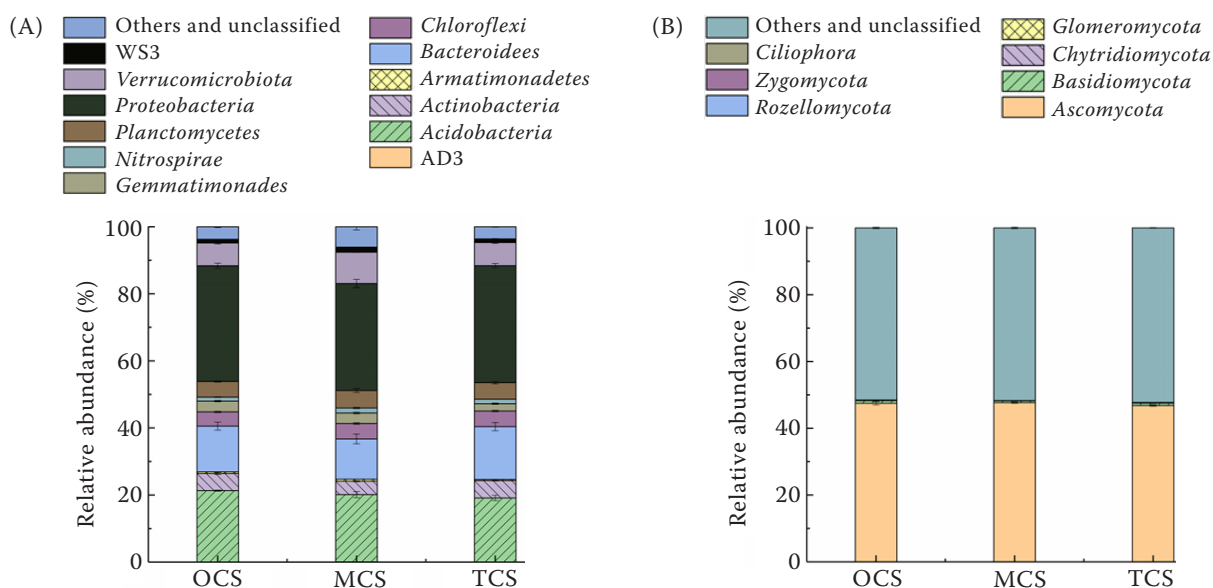 (A)
Others and unclassified
WS3
Verrucomicrobiota
Proteobacteria
Planctomycetes
Nitrospirae
Gemmatimonades
Chloroflexi
Bacteroidees
Armatimonadetes
Actinobacteria
Acidobacteria
AD3
Relative abundance (%)
100
80
60
40
20
0
OCS MCS TCS
(B)
Others and unclassified
Ciliophora
Zygomycota
Rozellomycota
Glomeromycota
Chytridiomycota
Basidiomycota
Ascomycota
Relative abundance (%)
100
80
60
40
20
0
OCS MCS TCS